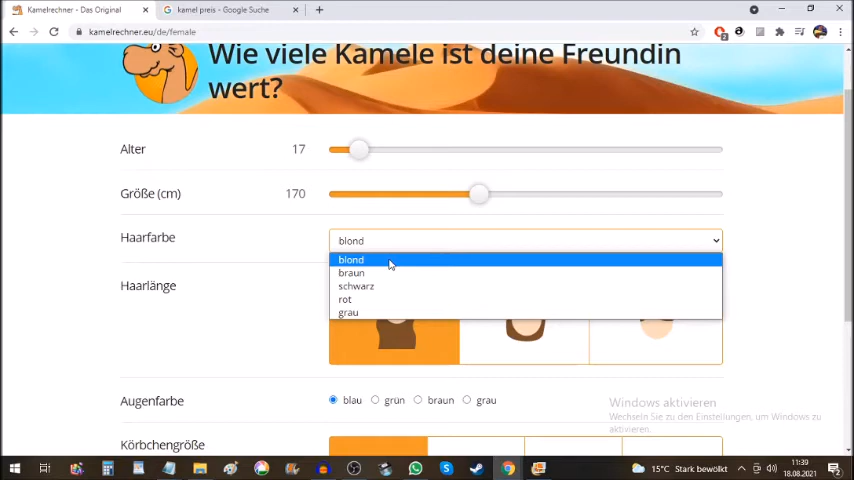 Kamelrechner - Das Original
kamel preis - Google Suche
kamelrechner.eu/de/female
2
Wie viele Kamele ist deine Freundin
wert?
Alter 17
Größe (cm) 170
Haarfarbe blond
blond
braun
schwarz
rot
grau
Haarlänge
Augenfarbe blau grün braun grau
Windows aktivieren
Wechseln Sie zu den Einstellungen, um Windows zu
aktivieren.
Körbchengröße
15°C Stark bewölkt
11:39
18.08.2021
2